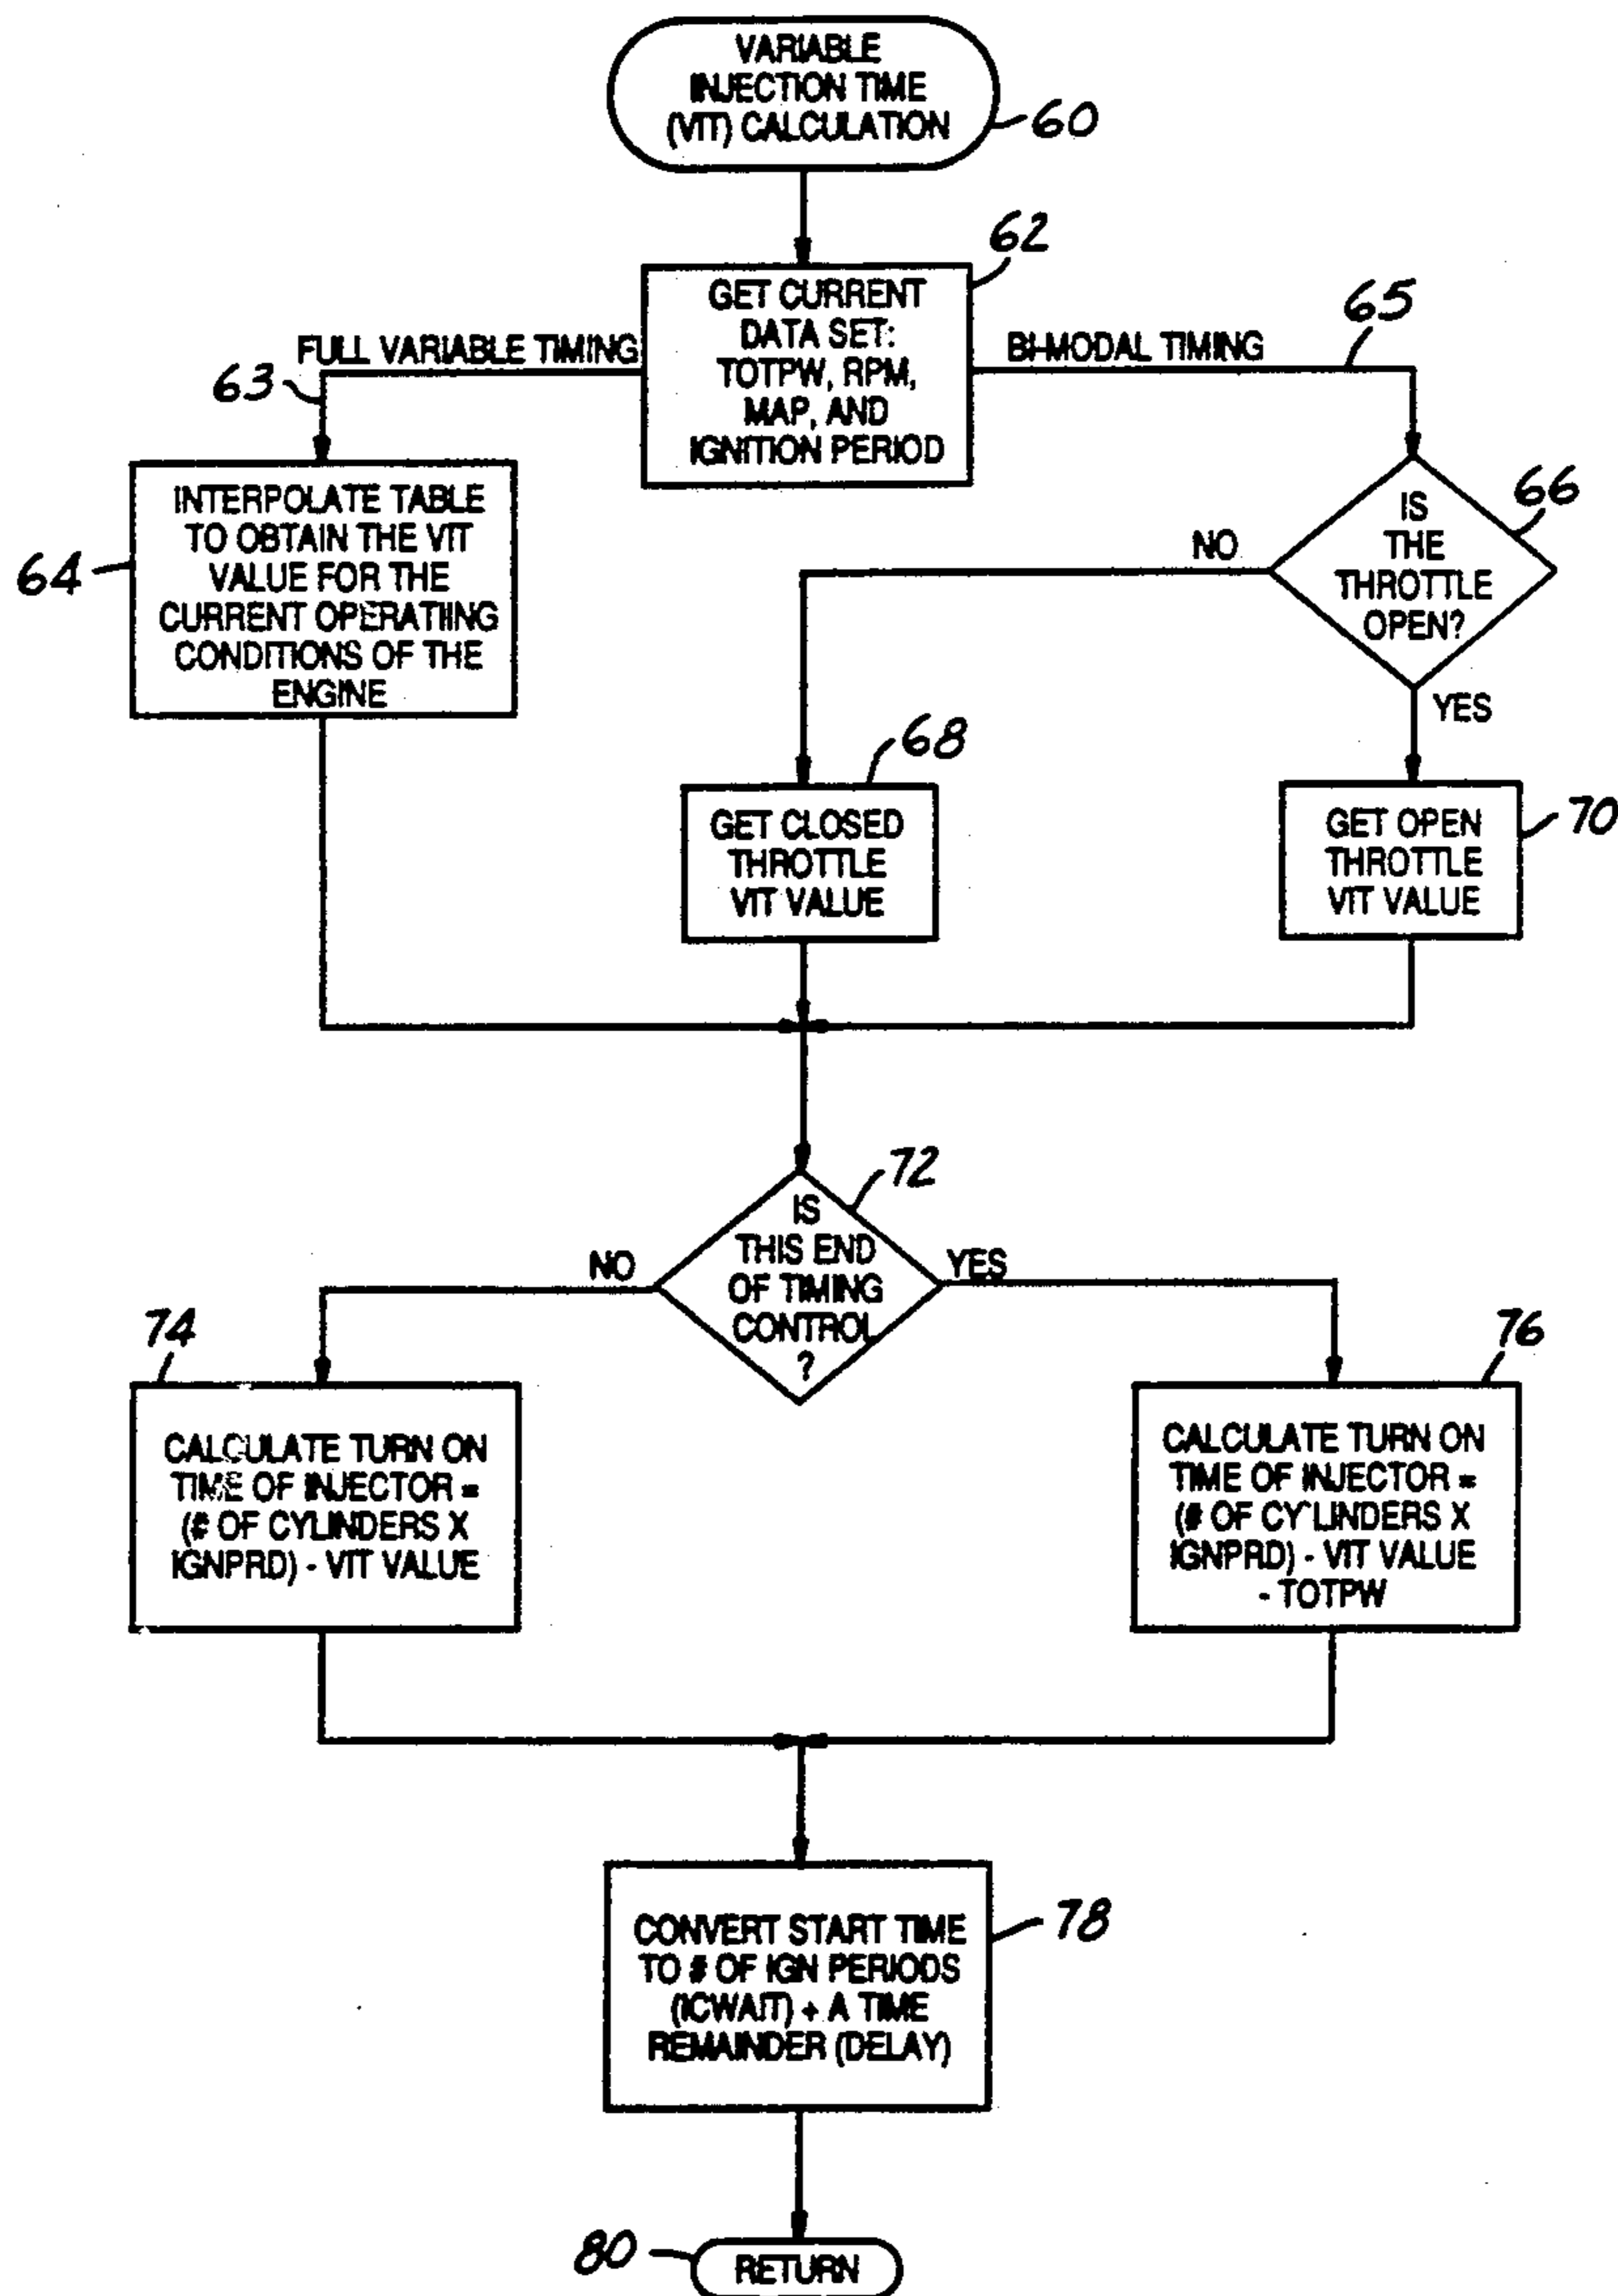 VARIABLE
INJECTION TIME
(VIT) CALCULATION
60
62
GET CURRENT
DATA SET:
TOTPW, RPM,
MAP, AND
IGNITION PERIOD
FULL VARIABLE TIMING
63
BI-MODAL TIMING
65
INTERPOLATE TABLE
TO OBTAIN THE VIT
VALUE FOR THE
CURRENT OPERATIING
CONDITIONS OF THE
ENGINE
64
IS
THE
THROTTLE
OPEN?
66
NO
YES
68
GET CLOSED
THROTTLE
VIT VALUE
GET OPEN
THROTTLE
VIT VALUE
70
72
IS
THIS END
OF TIMING
CONTROL
?
NO
YES
74
CALCULATE TURN ON
TIME OF INJECTOR =
(# OF CYLINDERS X
IGNPRD) - VIT VALUE
76
CALCULATE TURN ON
TIME OF INJECTOR =
(# OF CYLINDERS X
IGNPRD) - VIT VALUE
- TOTPW
CONVERT START TIME
TO # OF IGN PERIODS
(ICWAIT) + A TIME
REMAINDER (DELAY)
78
80
RETURN